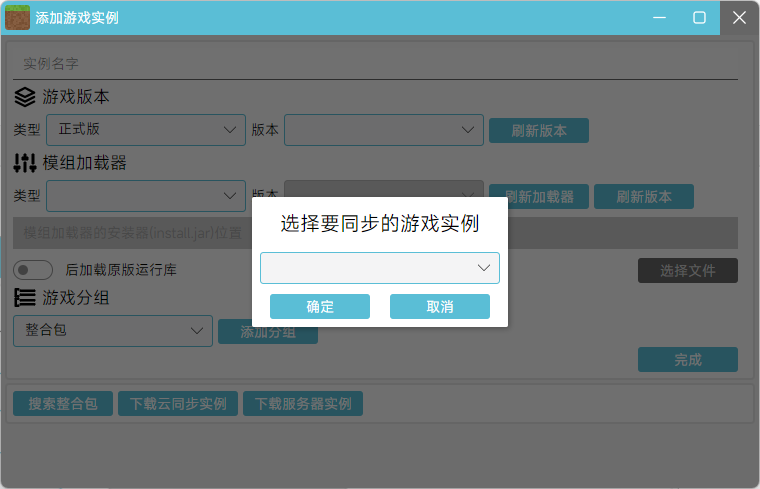 添加游戏实例
实例名字
游戏版本
类型 正式版 版本 刷新版本
模组加载器
类型 版本 刷新加载器 刷新版本
模组加载器的安装器(install.jar)位置
后加载原版运行库 选择文件
游戏分组
整合包 添加分组
完成
搜索整合包 下载云同步实例 下载服务器实例
选择要同步的游戏实例
确定 取消